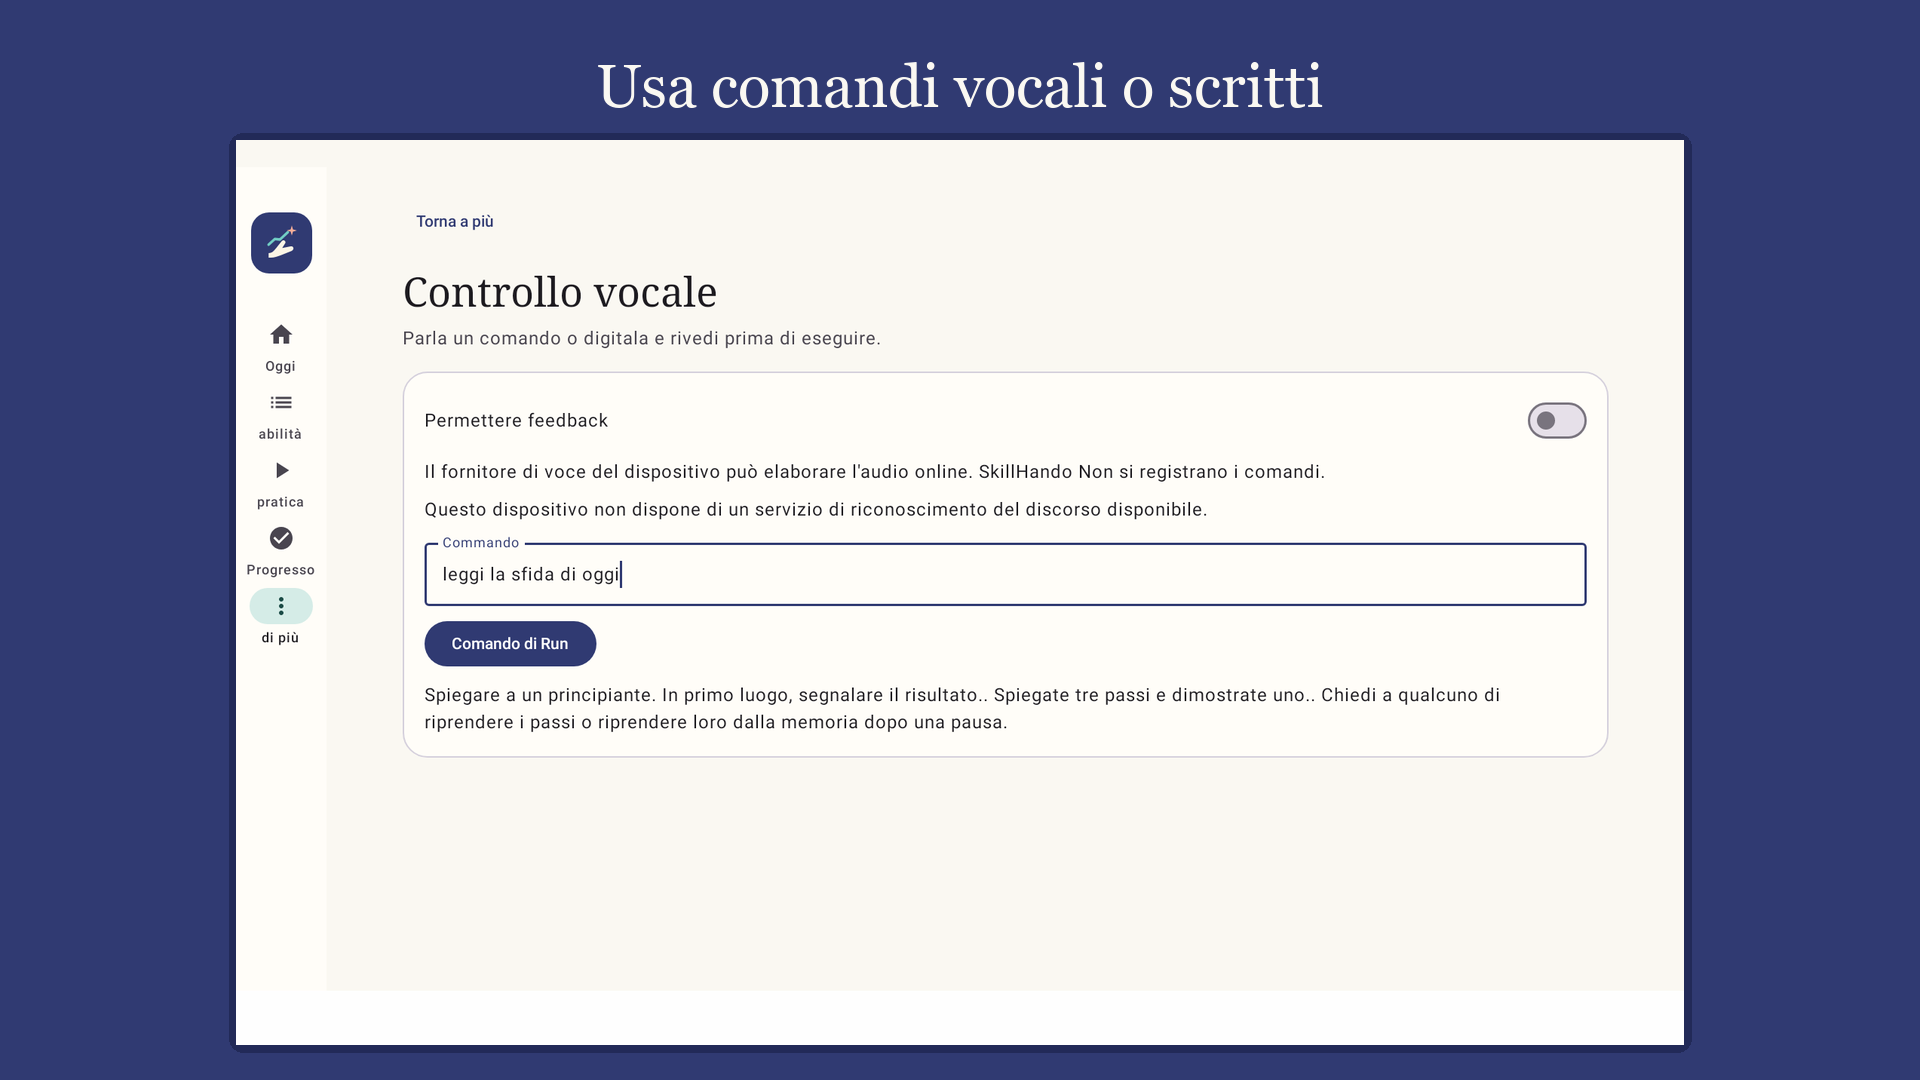 Usa comandi vocali o scritti
Torna a più
Controllo vocale
Parla un comando o digitala e rivedi prima di eseguire.
Oggi
abilità
pratica
Progresso
di più
Permettere feedback
Il fornitore di voce del dispositivo può elaborare l'audio online. SkillHando Non si registrano i comandi.
Questo dispositivo non dispone di un servizio di riconoscimento del discorso disponibile.
Commando
leggi la sfida di oggi
Comando di Run
Spiegare a un principiante. In primo luogo, segnalare il risultato.. Spiegate tre passi e dimostrate uno.. Chiedi a qualcuno di
riprendere i passi o riprendere loro dalla memoria dopo una pausa.